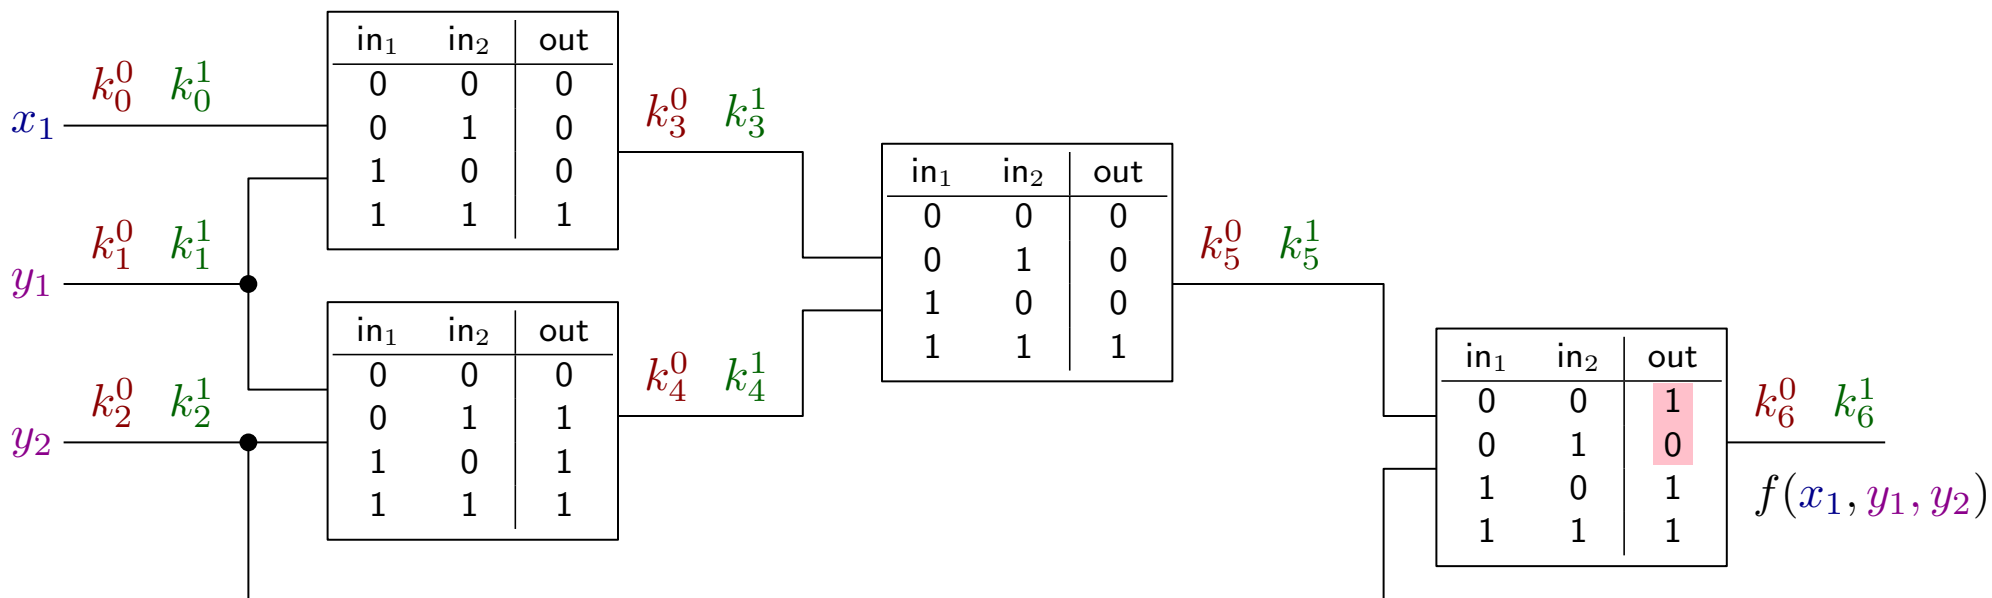 x₁
k₀⁰ k₀¹
in₁ in₂ out
0 0 0
0 1 0
1 0 0
1 1 1
k₃⁰ k₃¹
y₁
k₁⁰ k₁¹
y₂
k₂⁰ k₂¹
in₁ in₂ out
0 0 0
0 1 1
1 0 1
1 1 1
k₄⁰ k₄¹
in₁ in₂ out
0 0 0
0 1 0
1 0 0
1 1 1
k₅⁰ k₅¹
in₁ in₂ out
0 0 1
0 1 0
1 0 1
1 1 1
k₆⁰ k₆¹
f(x₁, y₁, y₂)